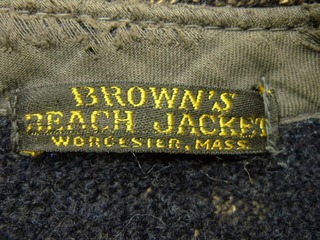 BROWN'S
BEACH JACKET
WORCESTER, MASS.